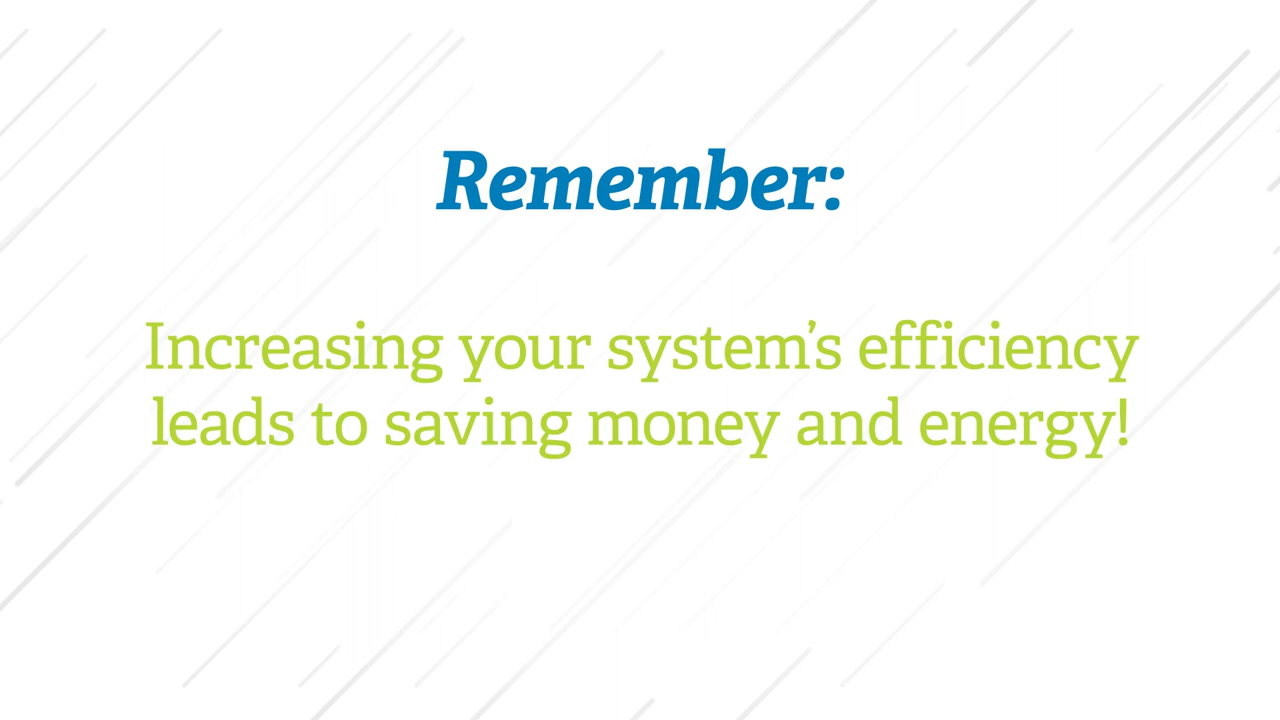 Remember:
Increasing your system’s efficiency
leads to saving money and energy!